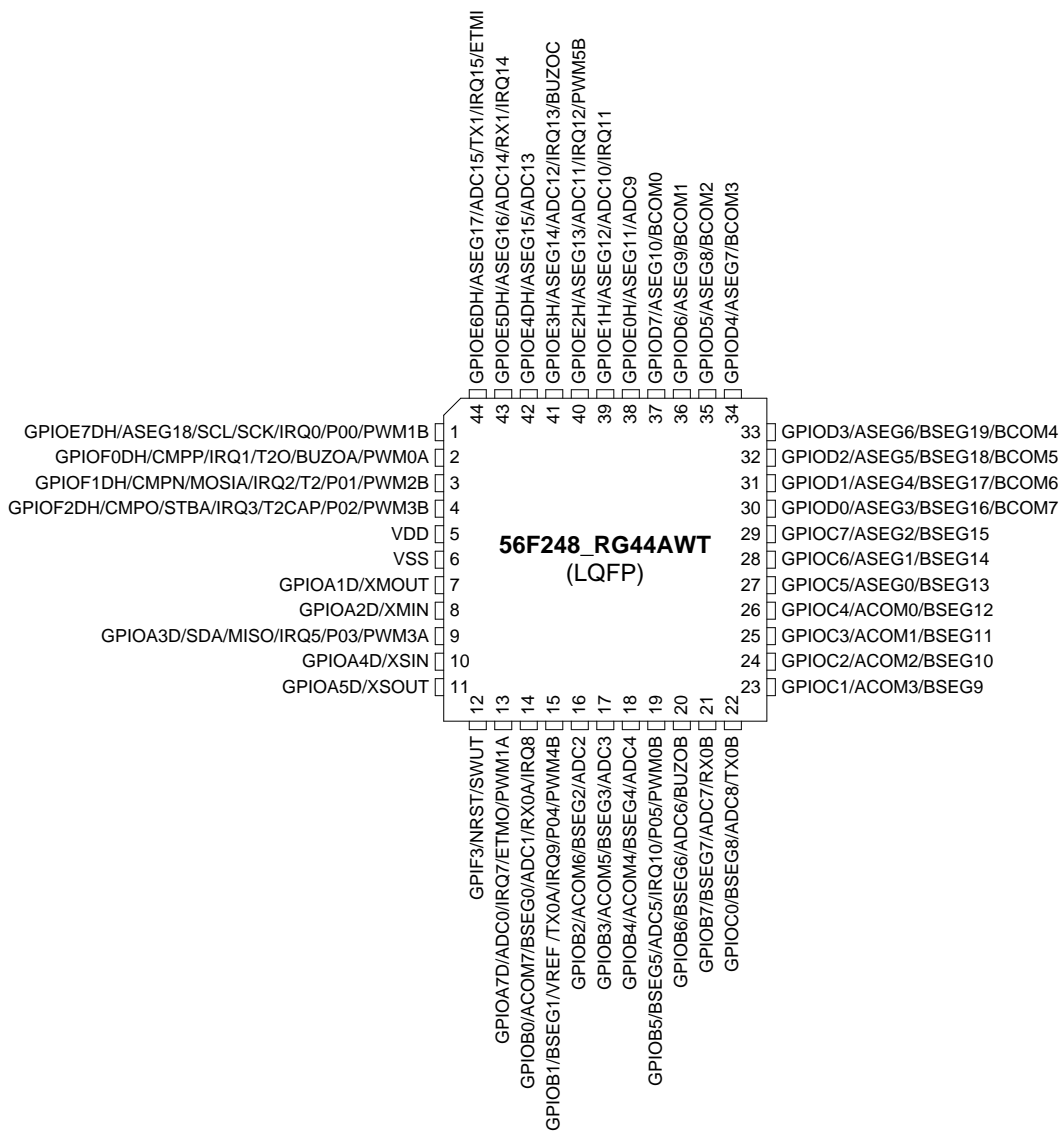 GPIOE6DH/ASEG17/ADC15/TX1/IRQ15/ETMI
GPIOE5DH/ASEG16/ADC14/RX1/IRQ14
GPIOE4DH/ASEG15/ADC13
GPIOE3H/ASEG14/ADC12/IRQ13/BUZOC
GPIOE2H/ASEG13/ADC11/IRQ12/PWM5B
GPIOE1H/ASEG12/ADC10/IRQ11
GPIOE0H/ASEG11/ADC9
GPIOD7/ASEG10/BCOM0
GPIOD6/ASEG9/BCOM1
GPIOD5/ASEG8/BCOM2
GPIOD4/ASEG7/BCOM3
44
43
42
41
40
39
38
37
36
35
34
GPIOE7DH/ASEG18/SCL/SCK/IRQ0/P00/PWM1B 1
GPIOF0DH/CMPP/IRQ1/T2O/BUZOA/PWM0A 2
GPIOF1DH/CMPN/MOSIA/IRQ2/T2/P01/PWM2B 3
GPIOF2DH/CMPO/STBA/IRQ3/T2CAP/P02/PWM3B 4
VDD 5
VSS 6
GPIOA1D/XMOUT 7
GPIOA2D/XMIN 8
GPIOA3D/SDA/MISO/IRQ5/P03/PWM3A 9
GPIOA4D/XSIN 10
GPIOA5D/XSOUT 11
56F248_RG44AWT
(LQFP)
33 GPIOD3/ASEG6/BSEG19/BCOM4
32 GPIOD2/ASEG5/BSEG18/BCOM5
31 GPIOD1/ASEG4/BSEG17/BCOM6
30 GPIOD0/ASEG3/BSEG16/BCOM7
29 GPIOC7/ASEG2/BSEG15
28 GPIOC6/ASEG1/BSEG14
27 GPIOC5/ASEG0/BSEG13
26 GPIOC4/ACOM0/BSEG12
25 GPIOC3/ACOM1/BSEG11
24 GPIOC2/ACOM2/BSEG10
23 GPIOC1/ACOM3/BSEG9
12
13
14
15
16
17
18
19
20
21
22
GPIF3/NRST/SWUT
GPIOA7D/ADC0/IRQ7/ETMO/PWM1A
GPIOB0/ACOM7/BSEG0/ADC1/RX0A/IRQ8
GPIOB1/BSEG1/VREF /TX0A/IRQ9/P04/PWM4B
GPIOB2/ACOM6/BSEG2/ADC2
GPIOB3/ACOM5/BSEG3/ADC3
GPIOB4/ACOM4/BSEG4/ADC4
GPIOB5/BSEG5/ADC5/IRQ10/P05/PWM0B
GPIOB6/BSEG6/ADC6/BUZOB
GPIOB7/BSEG7/ADC7/RX0B
GPIOC0/BSEG8/ADC8/TX0B